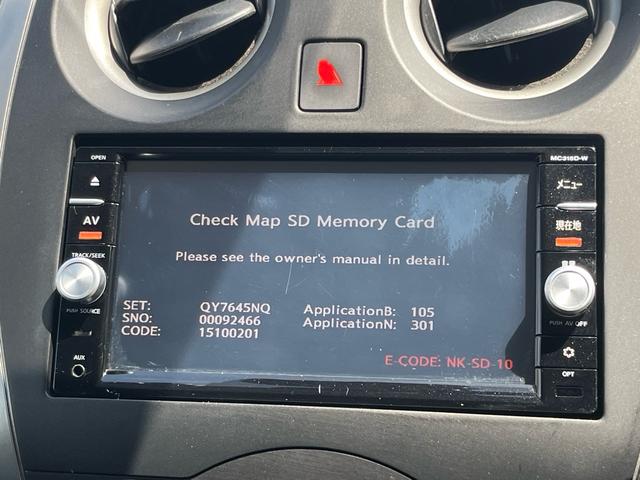 OPEN
MC315D-W
メニュー
AV
現在地
TRACK/SEEK
PUSH SOURCE
PUSH AV OFF
AUX
OPT
Check Map SD Memory Card
Please see the owner's manual in detail.
SET: QY7645NQ ApplicationB: 105
SNO: 00092466 ApplicationN: 301
CODE: 15100201
E-CODE: NK-SD-10